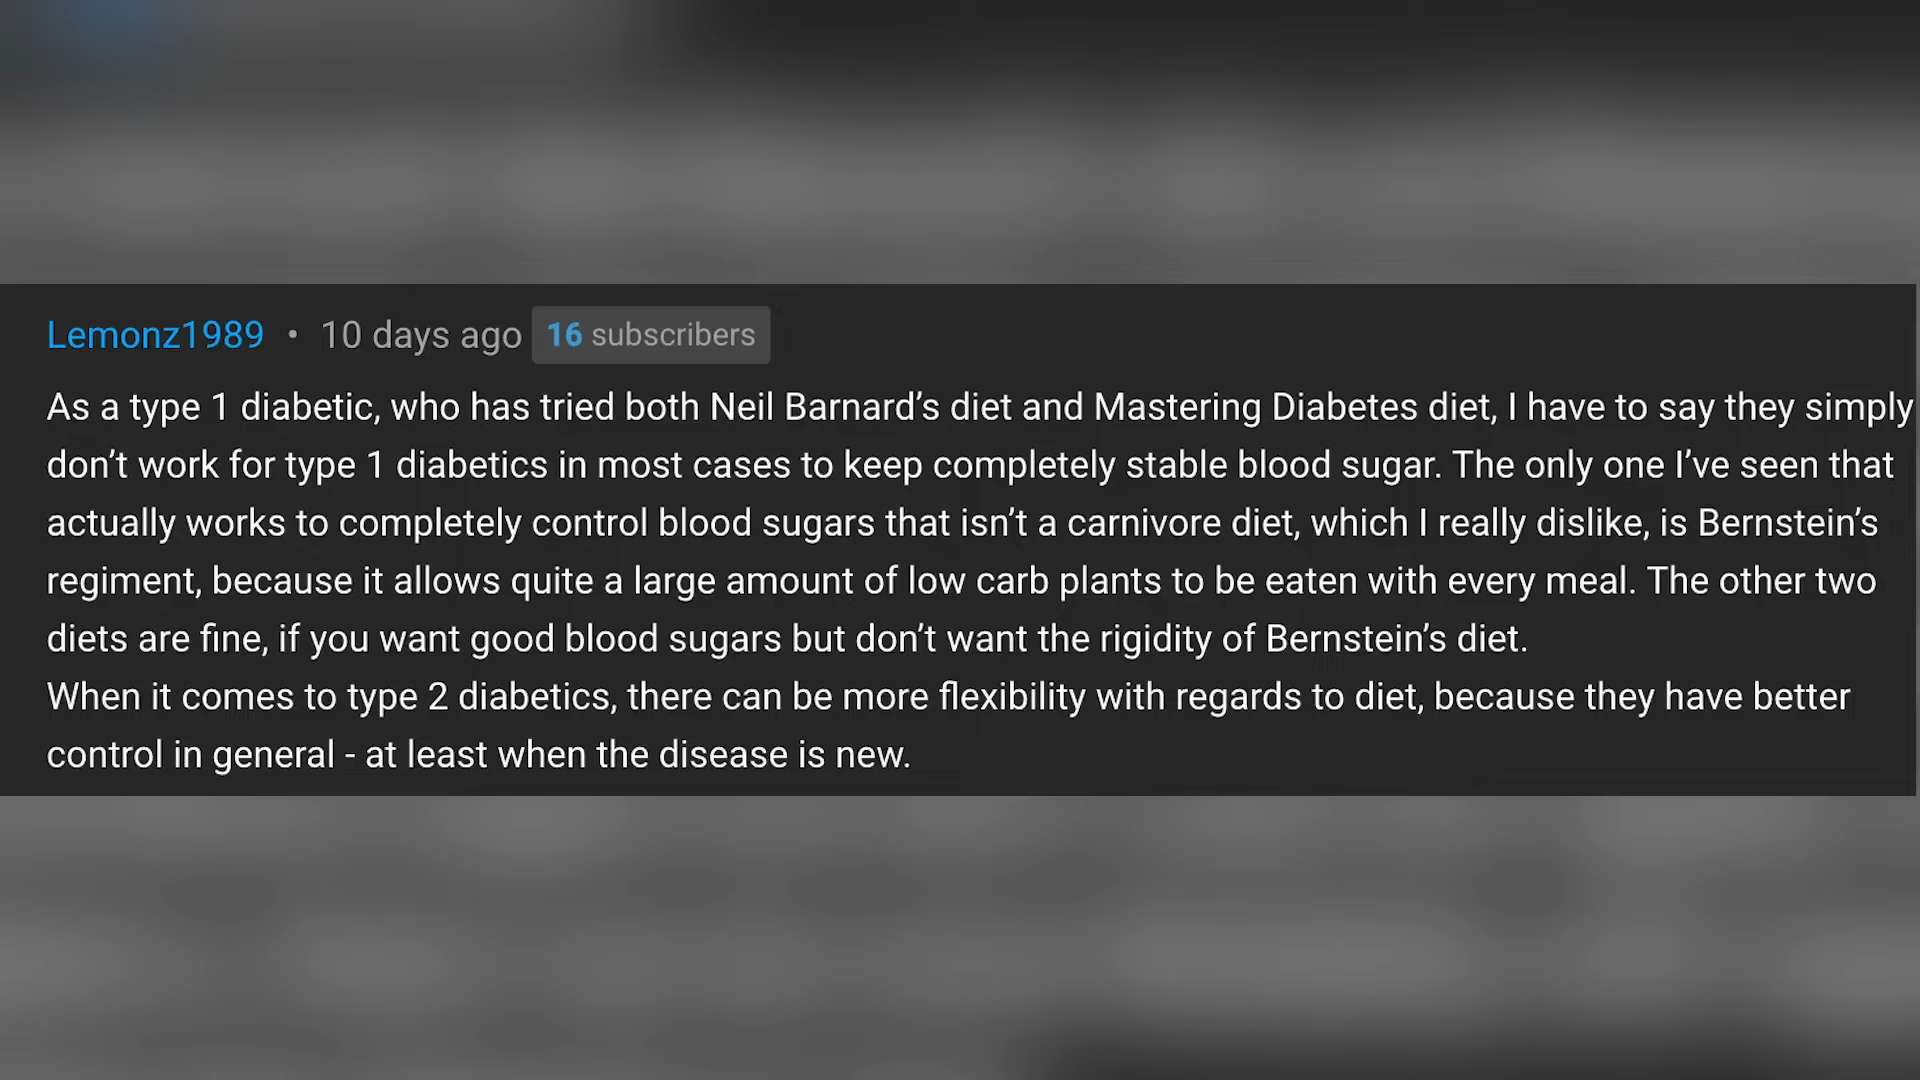 Lemonz1989 • 10 days ago 16 subscribers
As a type 1 diabetic, who has tried both Neil Barnard’s diet and Mastering Diabetes diet, I have to say they simply
don’t work for type 1 diabetics in most cases to keep completely stable blood sugar. The only one I’ve seen that
actually works to completely control blood sugars that isn’t a carnivore diet, which I really dislike, is Bernstein’s
regiment, because it allows quite a large amount of low carb plants to be eaten with every meal. The other two
diets are fine, if you want good blood sugars but don’t want the rigidity of Bernstein’s diet.
When it comes to type 2 diabetics, there can be more flexibility with regards to diet, because they have better
control in general - at least when the disease is new.